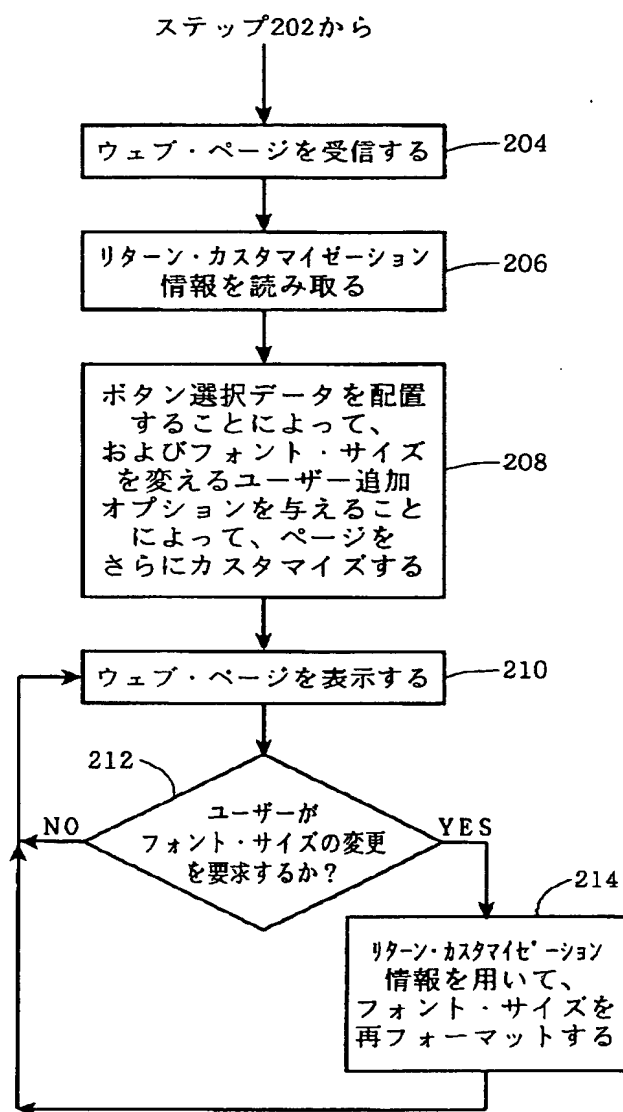 ステップ202から
ウェブ・ページを受信する
204
リターン・カスタマイゼーション
情報を読み取る
206
ボタン選択データを配置
することによって、
およびフォント・サイズ
を変えるユーザー追加
オプションを与えること
によって、ページを
さらにカスタマイズする
208
ウェブ・ページを表示する
210
212
ユーザーが
フォント・サイズの変更
を要求するか？
NO
YES
214
リターン・カスタマイゼーション
情報を用いて、
フォント・サイズを
再フォーマットする